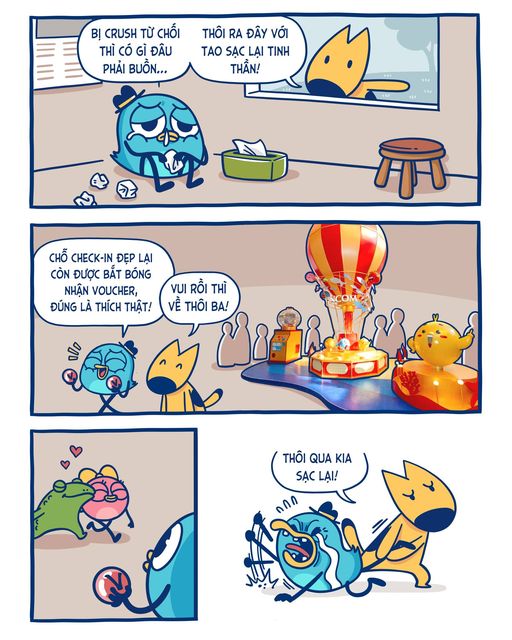 BỊ CRUSH TỪ CHỐI
THÌ CÓ GÌ ĐÂU
PHẢI BUỒN...
THÔI RA ĐÂY VỚI
TAO SẠC LẠI TINH
THẦN!
CHỖ CHECK-IN ĐẸP LẠI
CÒN ĐƯỢC BẮT BÓNG
NHẬN VOUCHER,
ĐÚNG LÀ THÍCH THẬT!
VUI RỒI THÌ
VỀ THÔI BA!
THÔI QUA KIA
SẠC LẠI!